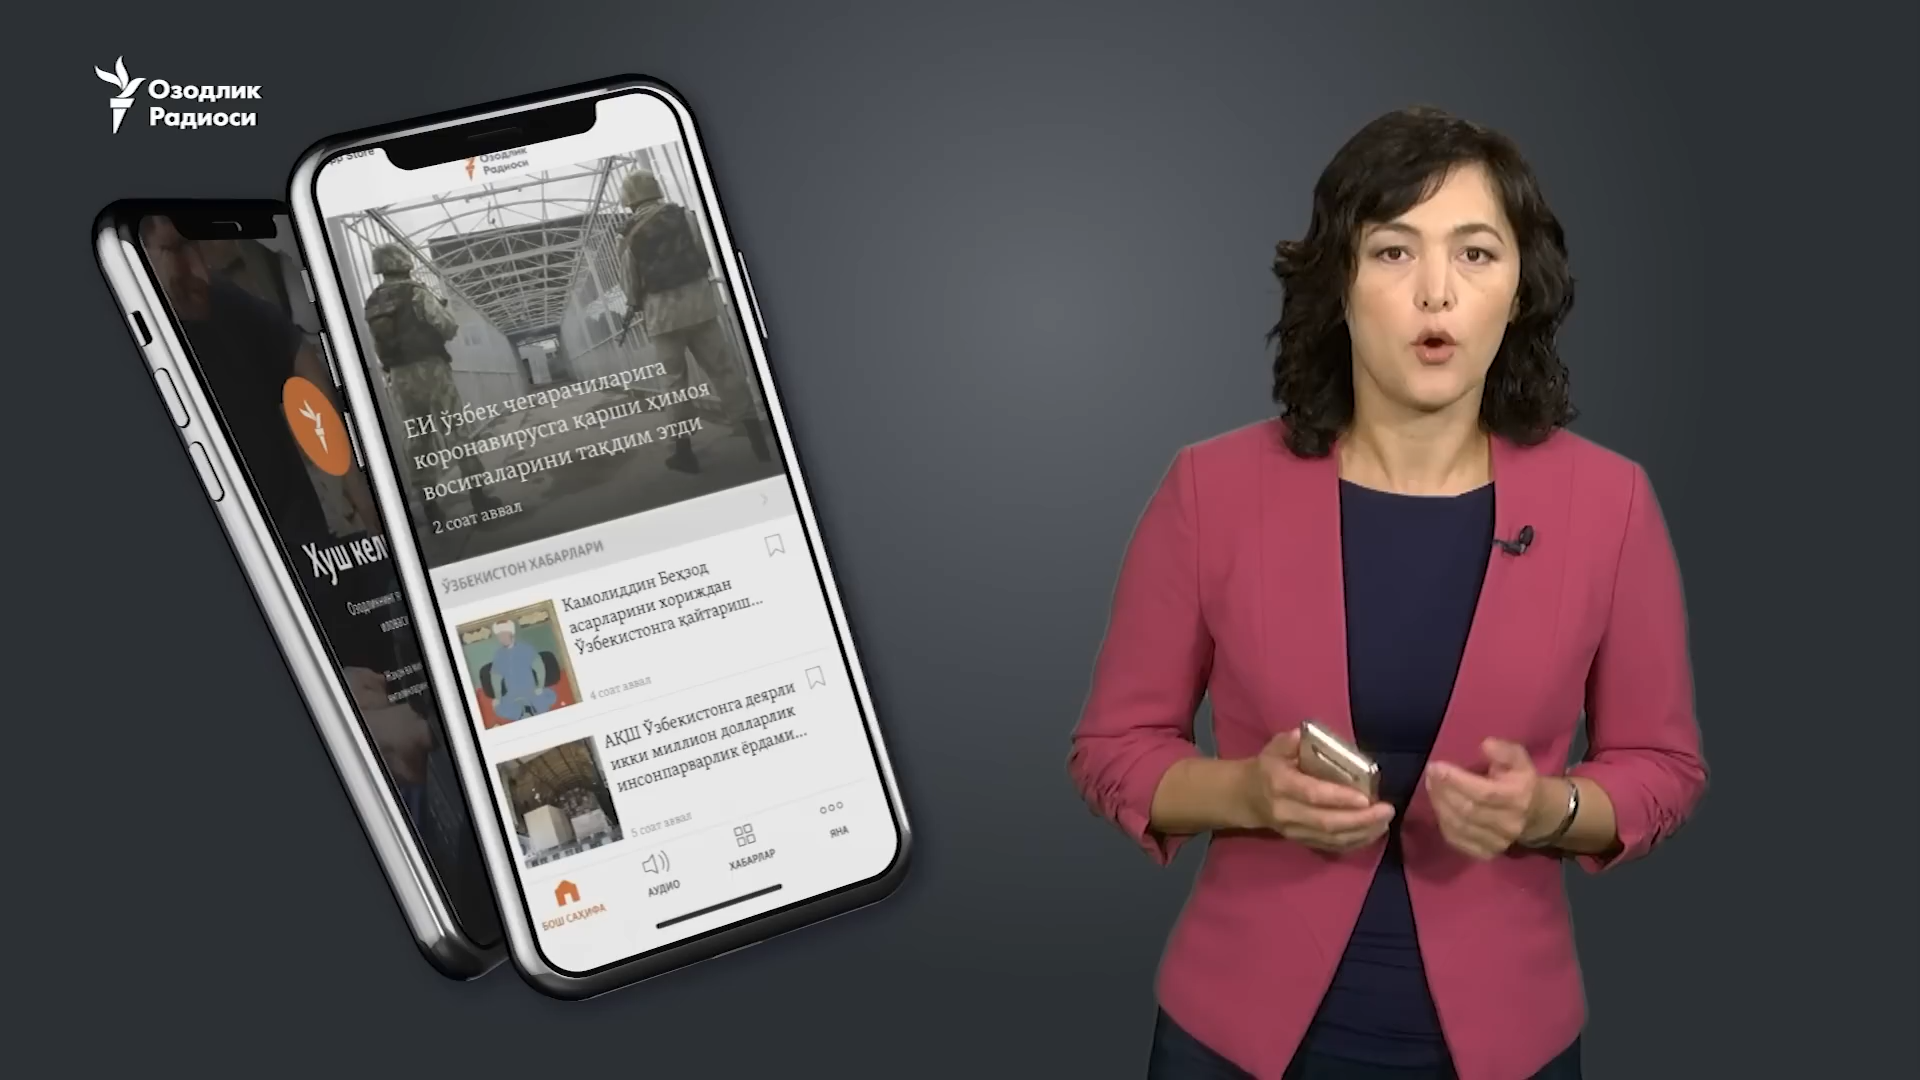 Озодлик
Радиоси
pp Store
Озодлик
Радиоси
ЕИ ўзбек чегарачиларига
коронавирусга қарши ҳимоя
воситаларини тақдим этди
2 соат аввал
ЎЗБЕКИСТОН ХАБАРЛАРИ
Камолиддин Беҳзод
асарларини хориждан
Ўзбекистонга қайтариш...
4 соат аввал
АҚШ Ўзбекистонга деярли
икки миллион долларлик
инсонпарварлик ёрдами...
5 соат аввал
БОШ САҲИФА
АУДИО
ХАБАРЛАР
ЯНА
Хуш кел